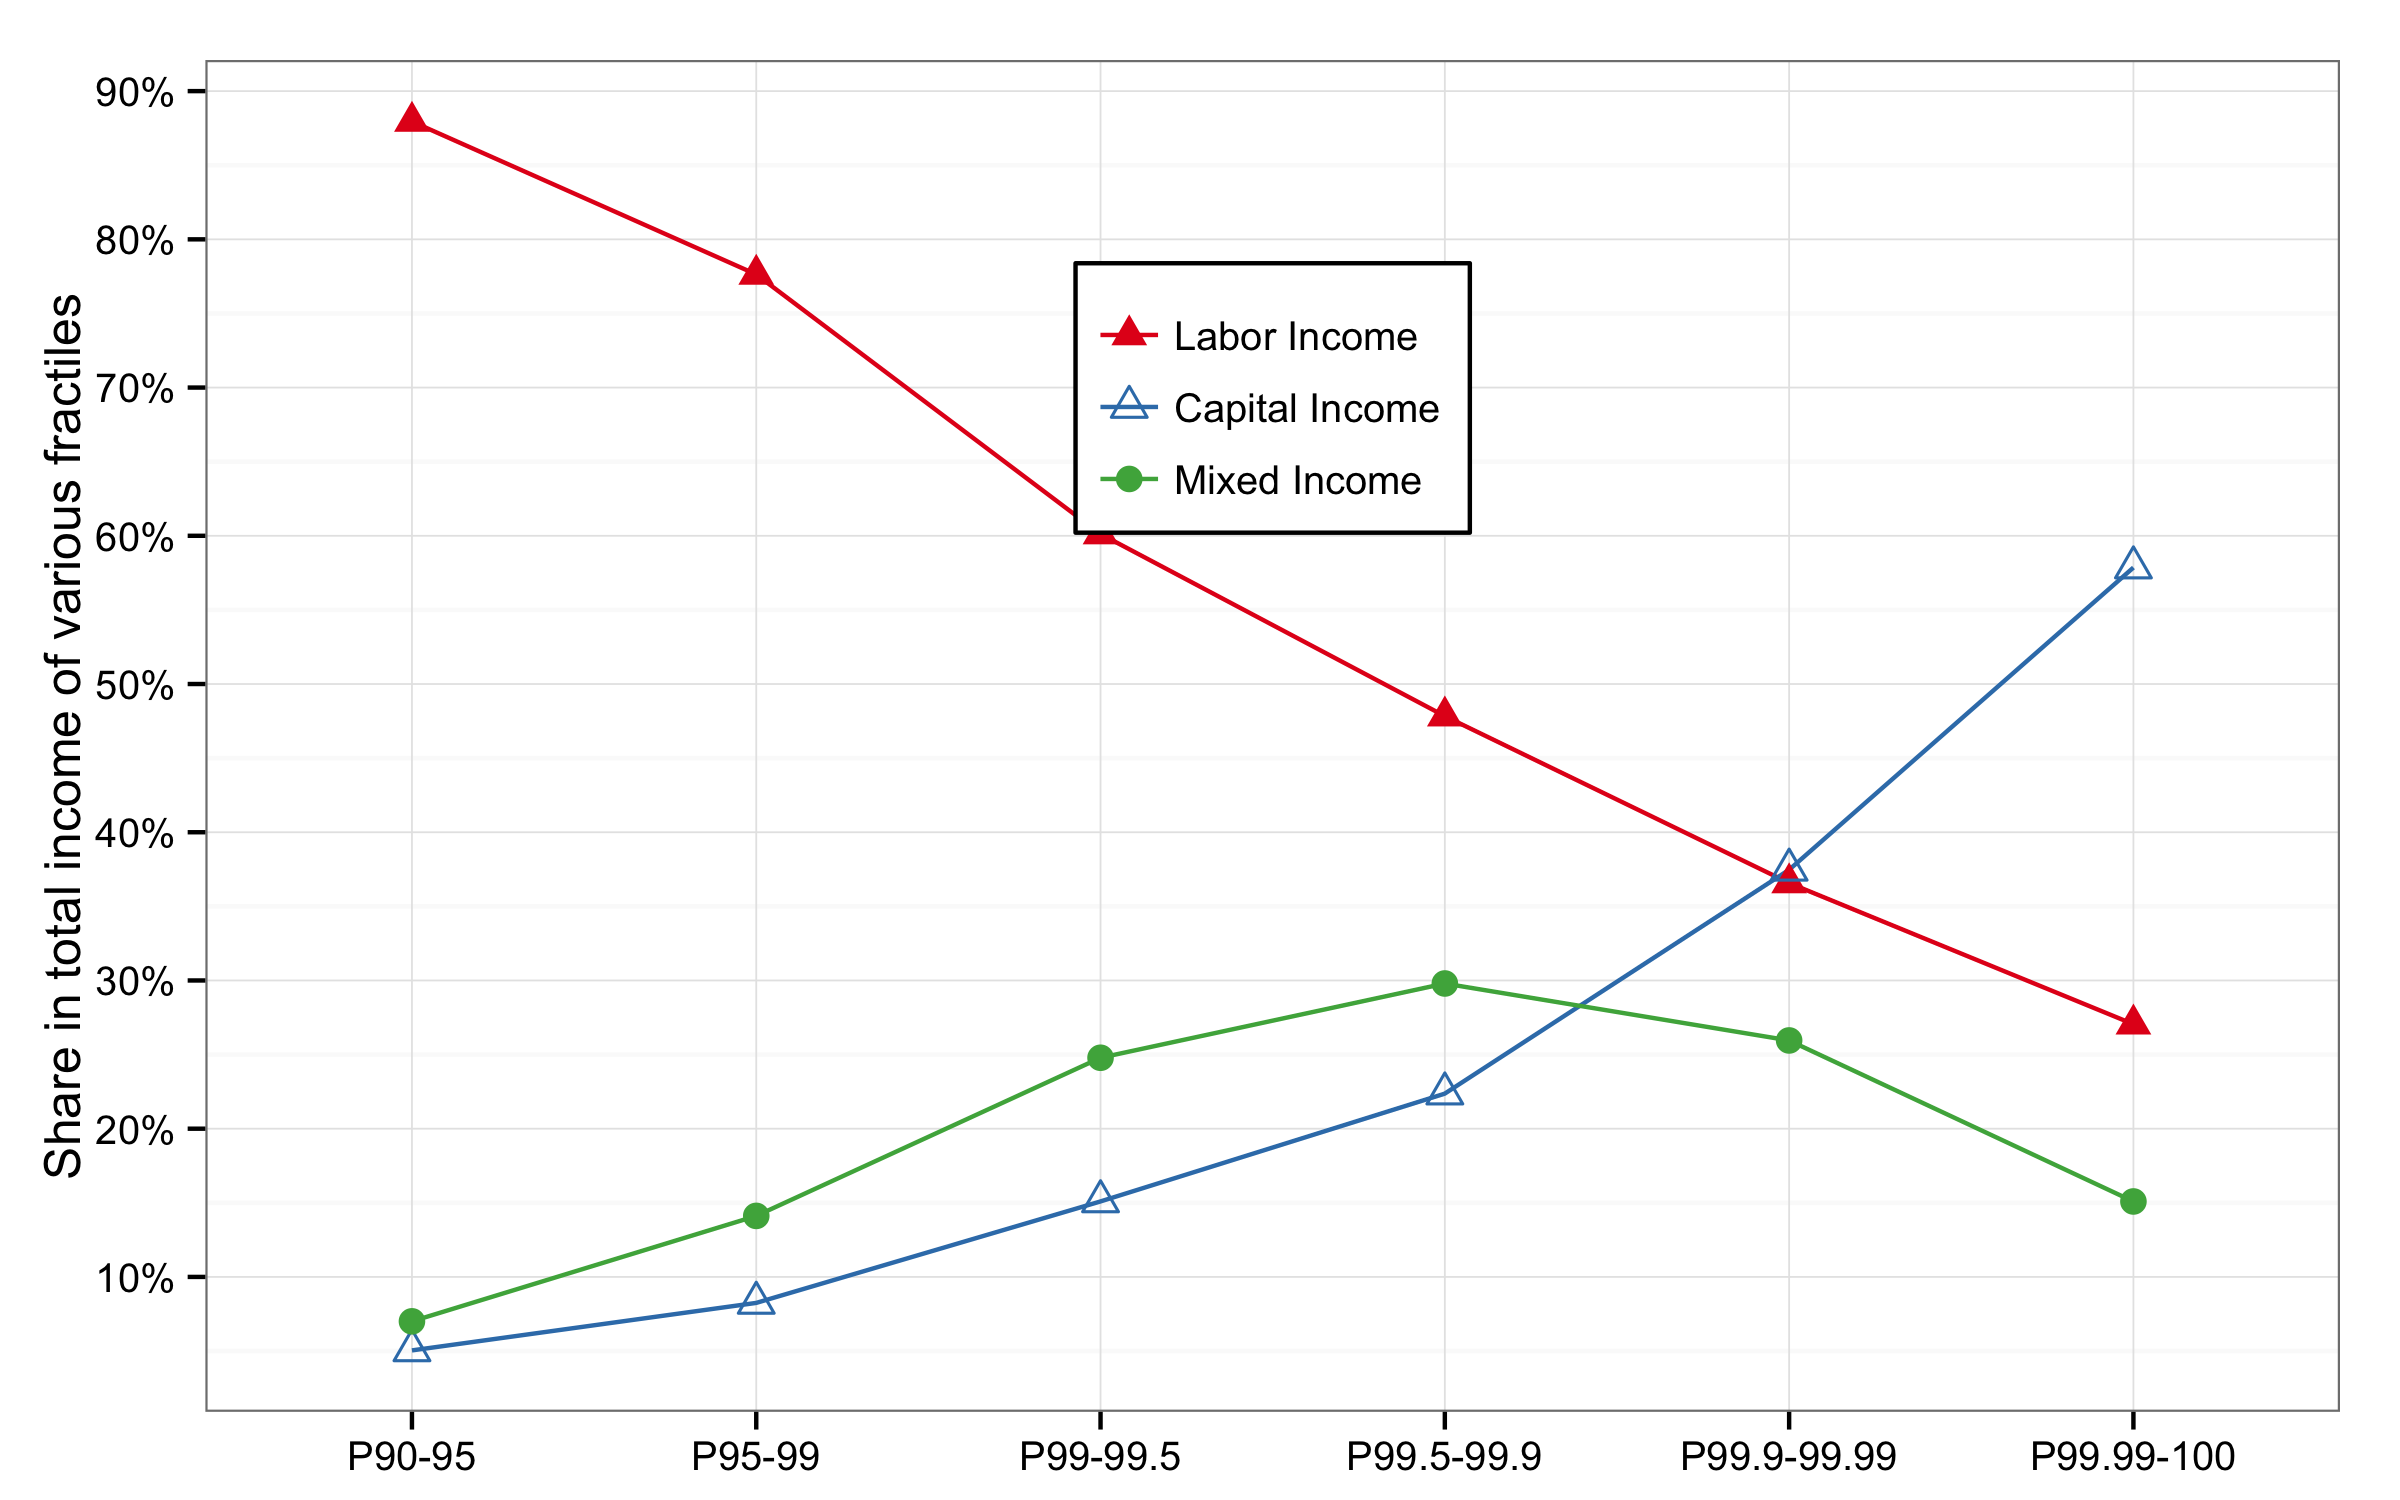 Share in total income of various fractiles
90%
80%
70%
60%
50%
40%
30%
20%
10%
Labor Income
Capital Income
Mixed Income
P90-95
P95-99
P99-99.5
P99.5-99.9
P99.9-99.99
P99.99-100